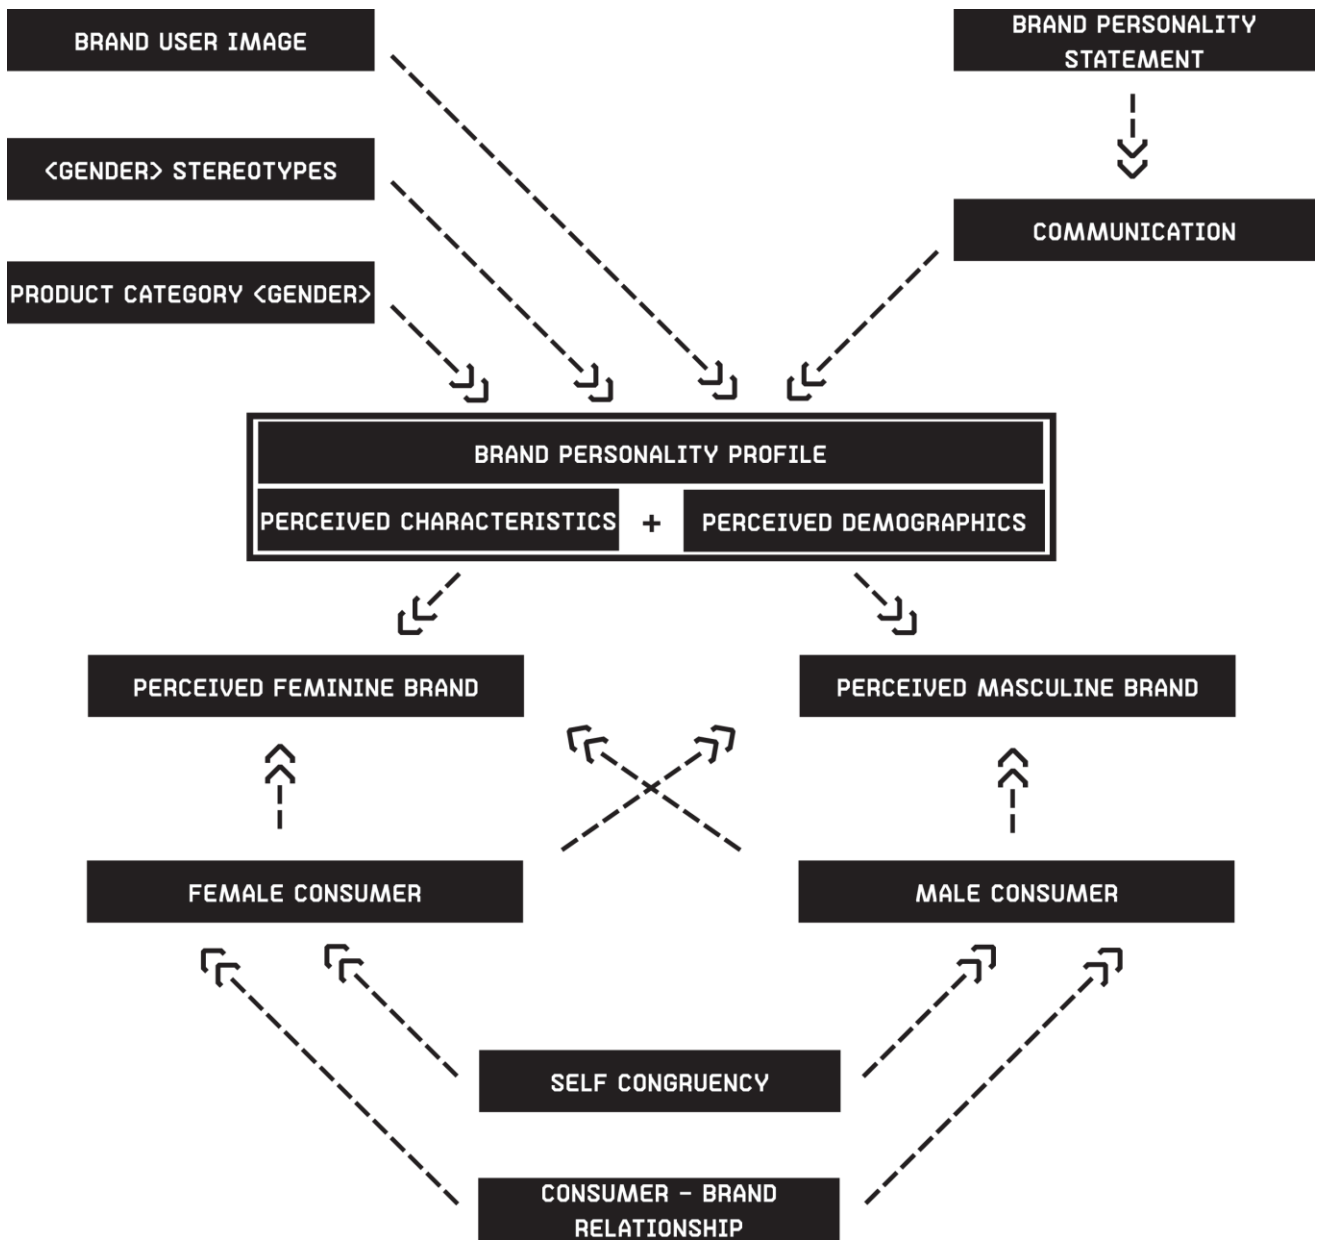 BRAND USER IMAGE
BRAND PERSONALITY
STATEMENT
<GENDER> STEREOTYPES
COMMUNICATION
PRODUCT CATEGORY <GENDER>
BRAND PERSONALITY PROFILE
PERCEIVED CHARACTERISTICS + PERCEIVED DEMOGRAPHICS
PERCEIVED FEMININE BRAND
PERCEIVED MASCULINE BRAND
FEMALE CONSUMER
MALE CONSUMER
SELF CONGRUENCY
CONSUMER – BRAND
RELATIONSHIP